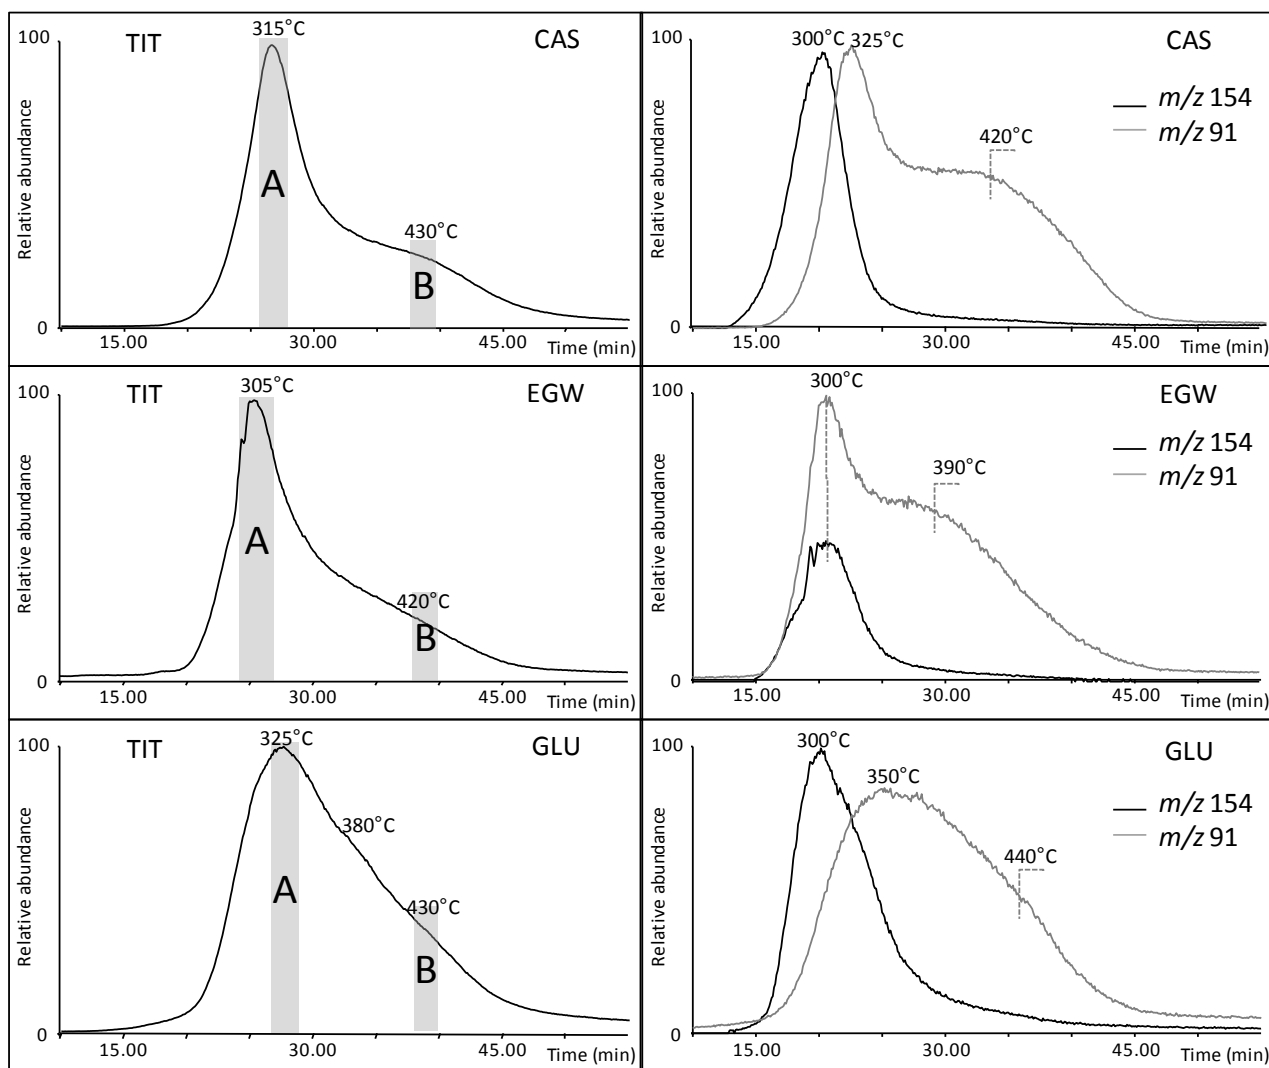 TIT
315°C
CAS
100
Relative abundance
A
430°C
B
0
15.00
30.00
45.00
Time (min)
300°C
325°C
CAS
100
m/z 154
m/z 91
Relative abundance
420°C
0
15.00
30.00
45.00
Time (min)
TIT
305°C
EGW
100
Relative abundance
A
420°C
B
0
15.00
30.00
45.00
Time (min)
300°C
EGW
100
m/z 154
m/z 91
Relative abundance
390°C
0
15.00
30.00
45.00
Time (min)
TIT
325°C
GLU
100
Relative abundance
380°C
A
430°C
B
0
15.00
30.00
45.00
Time (min)
300°C
GLU
100
350°C
m/z 154
m/z 91
Relative abundance
440°C
0
15.00
30.00
45.00
Time (min)